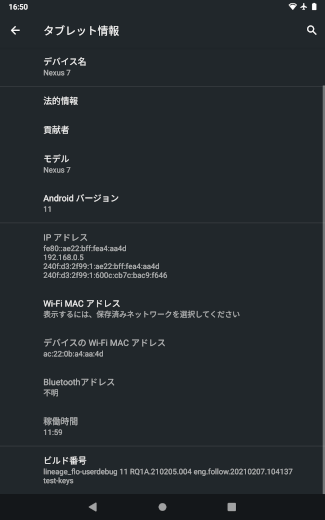 16:50
タブレット情報
デバイス名
Nexus 7
法的情報
貢献者
モデル
Nexus 7
Android バージョン
11
IP アドレス
fe80::ae22:bff:fea4:aa4d
192.168.0.5
240f:d3:2f99:1:ae22:bff:fea4:aa4d
240f:d3:2f99:1:600c:cb7c:bac9:f646
Wi-Fi MAC アドレス
表示するには、保存済みネットワークを選択してください
デバイスの Wi-Fi MAC アドレス
ac:22:0b:a4:aa:4d
Bluetoothアドレス
不明
稼働時間
11:59
ビルド番号
lineage_flo-userdebug 11 RQ1A.210205.004 eng.follow.20210207.104137
test-keys